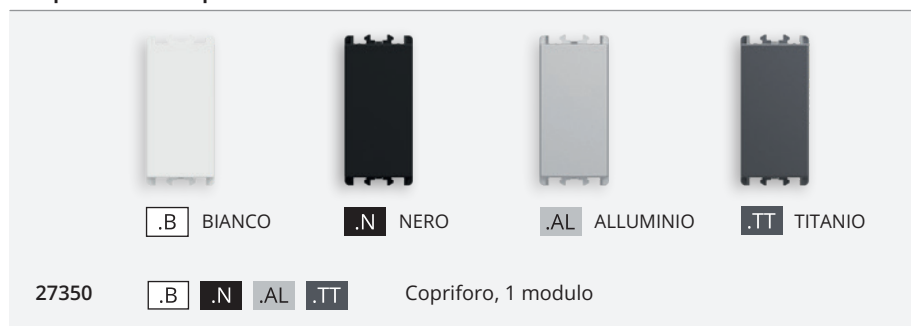 .B BIANCO .N NERO .AL ALLUMINIO .TT TITANIO
27350 .B .N .AL .TT Copriforo, 1 modulo